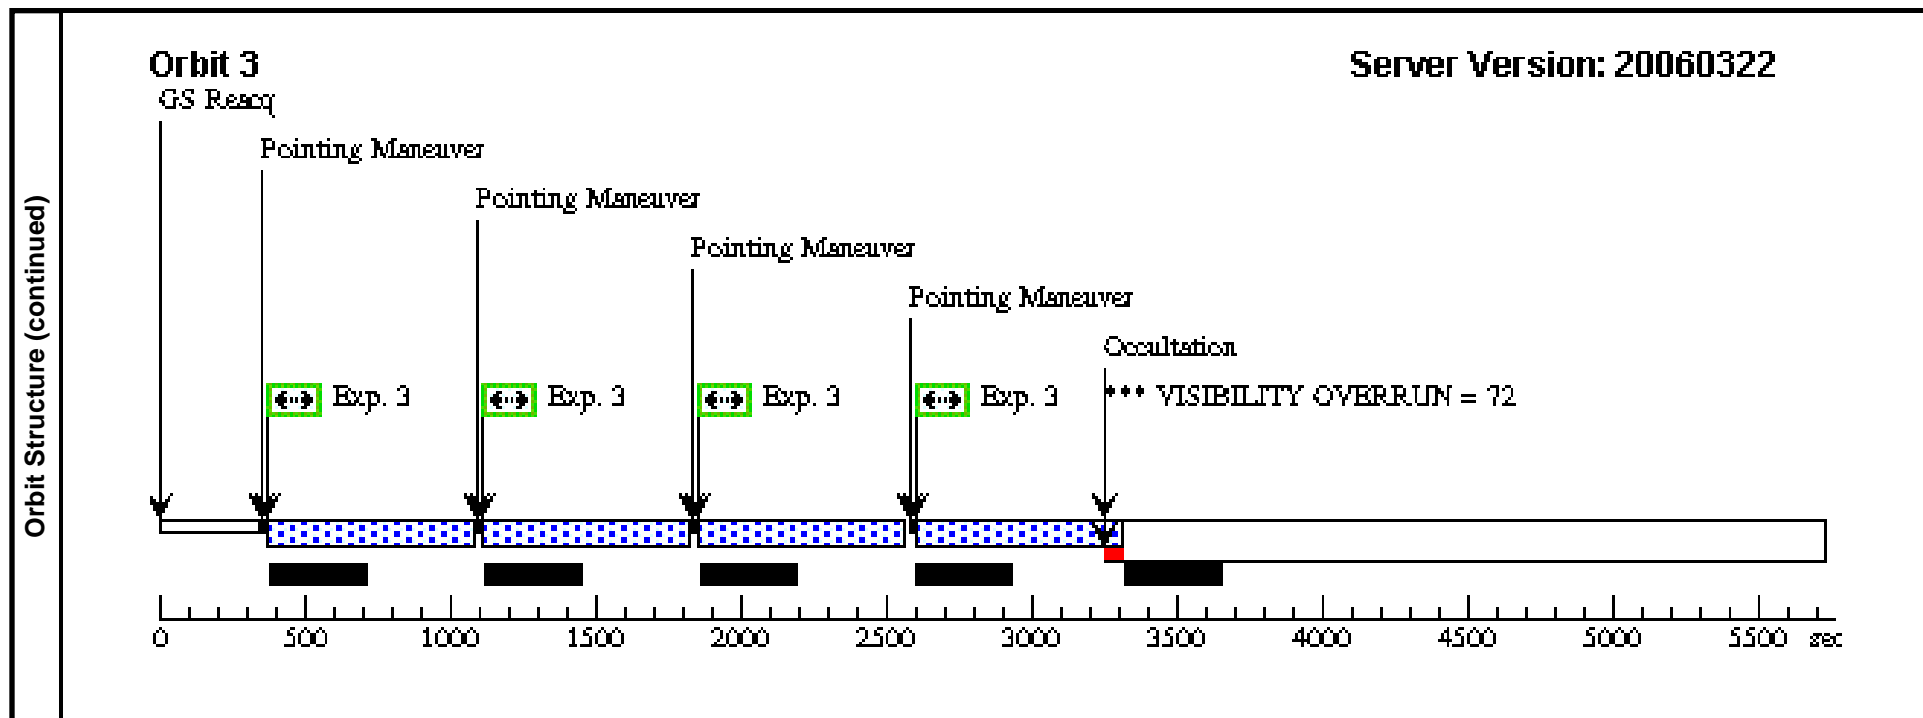 Orbit Structure (continued)
Orbit 3
Server Version: 20060322
GS Reacq
Pointing Maneuver
Pointing Maneuver
Pointing Maneuver
Pointing Maneuver
Occultation
Exp. 3
Exp. 3
Exp. 3
Exp. 3
*** VISIBILITY OVERRUN = 72
0 500 1000 1500 2000 2500 3000 3500 4000 4500 5000 5500 sec